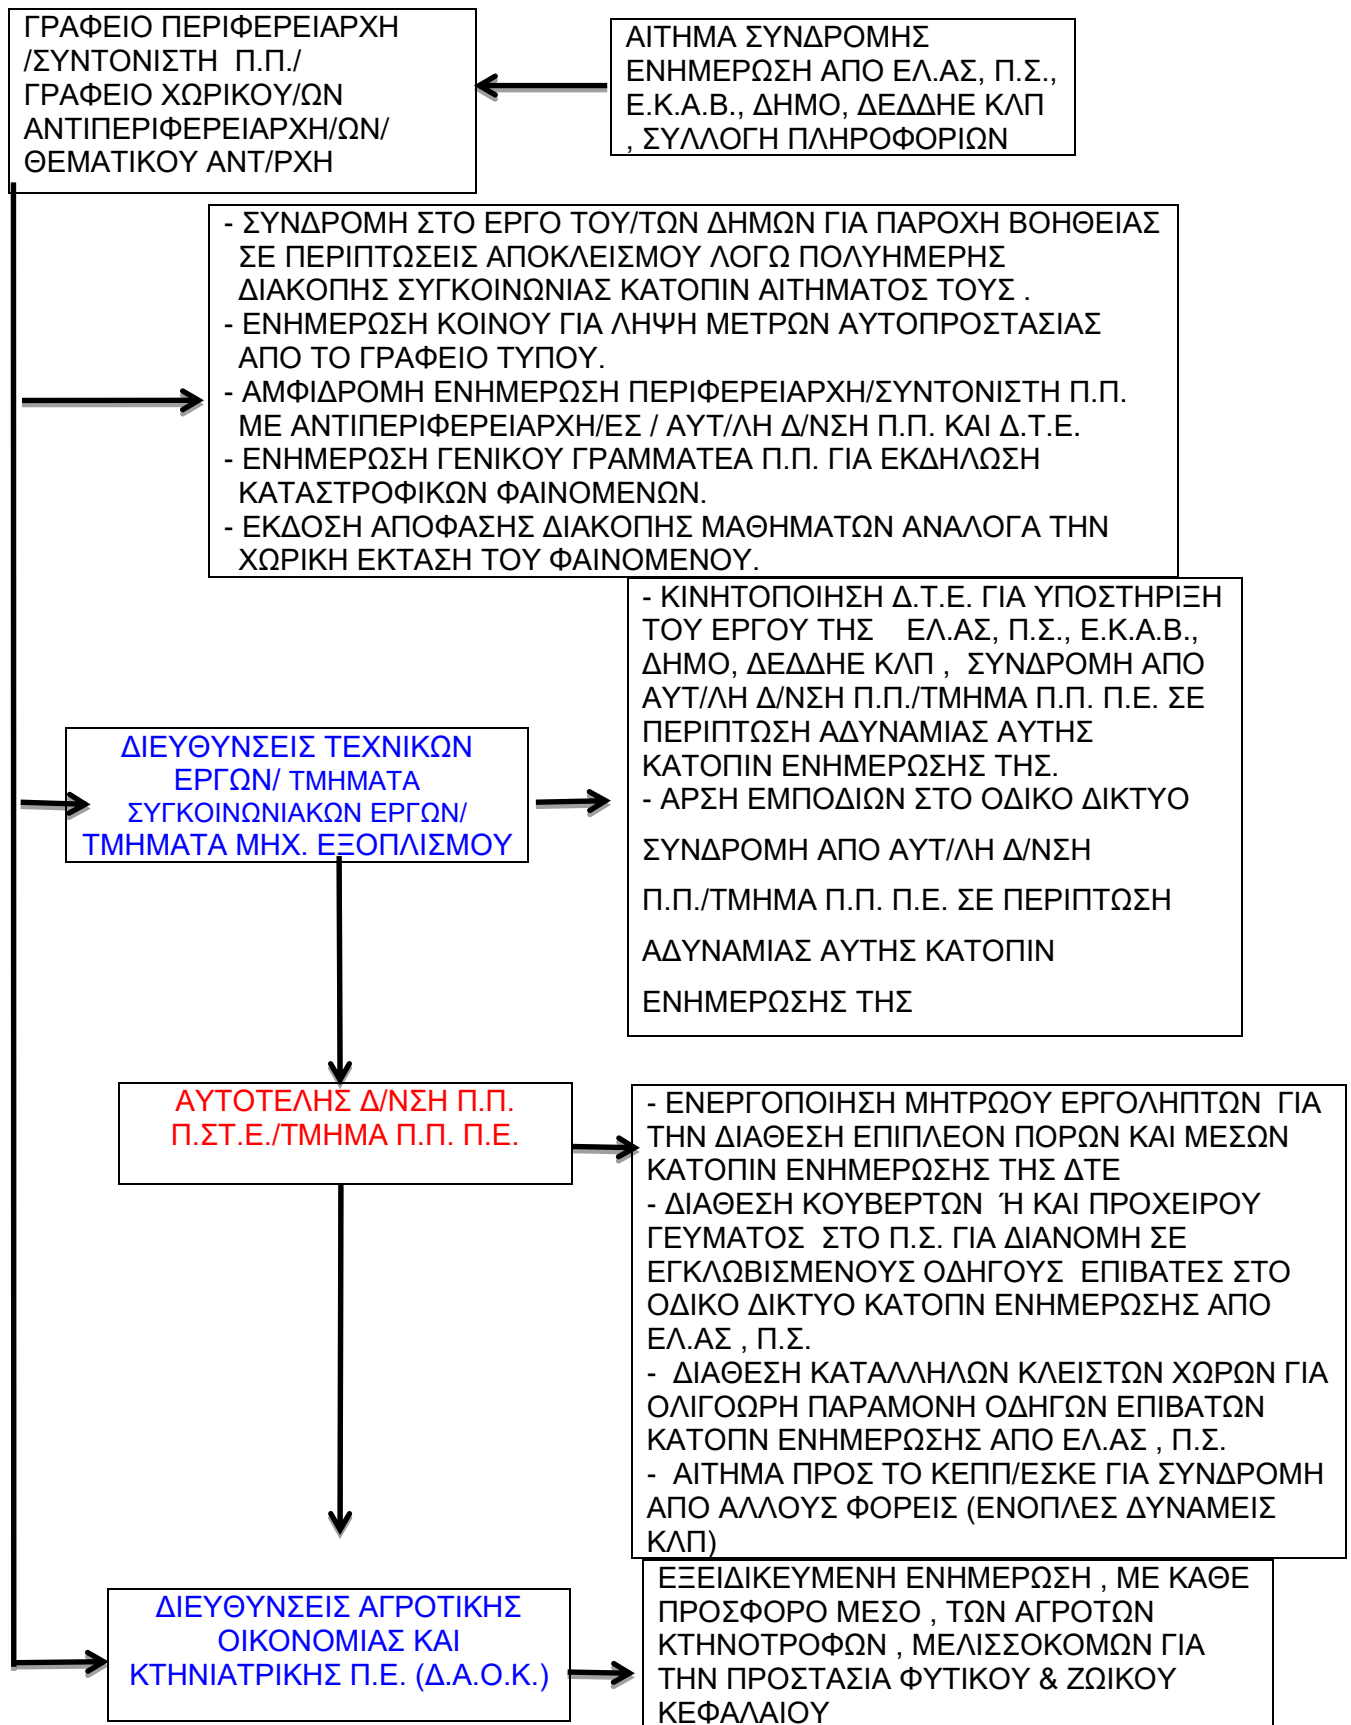 ΓΡΑΦΕΙΟ ΠΕΡΙΦΕΡΕΙΑΡΧΗ
/ΣΥΝΤΟΝΙΣΤΗ Π.Π./
ΓΡΑΦΕΙΟ ΧΩΡΙΚΟΥ/ΩΝ
ΑΝΤΙΠΕΡΙΦΕΡΕΙΑΡΧΗ/ΩΝ/
ΘΕΜΑΤΙΚΟΥ ΑΝΤ/ΡΧΗ
ΑΙΤΗΜΑ ΣΥΝΔΡΟΜΗΣ
ΕΝΗΜΕΡΩΣΗ ΑΠΟ ΕΛ.ΑΣ, Π.Σ.,
Ε.Κ.Α.Β., ΔΗΜΟ, ΔΕΔΔΗΕ ΚΛΠ
, ΣΥΛΛΟΓΗ ΠΛΗΡΟΦΟΡΙΩΝ
- ΣΥΝΔΡΟΜΗ ΣΤΟ ΕΡΓΟ ΤΟΥ/ΤΩΝ ΔΗΜΩΝ ΓΙΑ ΠΑΡΟΧΗ ΒΟΗΘΕΙΑΣ
ΣΕ ΠΕΡΙΠΤΩΣΕΙΣ ΑΠΟΚΛΕΙΣΜΟΥ ΛΟΓΩ ΠΟΛΥΗΜΕΡΗΣ
ΔΙΑΚΟΠΗΣ ΣΥΓΚΟΙΝΩΝΙΑΣ ΚΑΤΟΠΙΝ ΑΙΤΗΜΑΤΟΣ ΤΟΥΣ .
- ΕΝΗΜΕΡΩΣΗ ΚΟΙΝΟΥ ΓΙΑ ΛΗΨΗ ΜΕΤΡΩΝ ΑΥΤΟΠΡΟΣΤΑΣΙΑΣ
ΑΠΟ ΤΟ ΓΡΑΦΕΙΟ ΤΥΠΟΥ.
- ΑΜΦΙΔΡΟΜΗ ΕΝΗΜΕΡΩΣΗ ΠΕΡΙΦΕΡΕΙΑΡΧΗ/ΣΥΝΤΟΝΙΣΤΗ Π.Π.
ΜΕ ΑΝΤΙΠΕΡΙΦΕΡΕΙΑΡΧΗ/ΕΣ / ΑΥΤ/ΛΗ Δ/ΝΣΗ Π.Π. ΚΑΙ Δ.Τ.Ε.
- ΕΝΗΜΕΡΩΣΗ ΓΕΝΙΚΟΥ ΓΡΑΜΜΑΤΕΑ Π.Π. ΓΙΑ ΕΚΔΗΛΩΣΗ
ΚΑΤΑΣΤΡΟΦΙΚΩΝ ΦΑΙΝΟΜΕΝΩΝ.
- ΕΚΔΟΣΗ ΑΠΟΦΑΣΗΣ ΔΙΑΚΟΠΗΣ ΜΑΘΗΜΑΤΩΝ ΑΝΑΛΟΓΑ ΤΗΝ
ΧΩΡΙΚΗ ΕΚΤΑΣΗ ΤΟΥ ΦΑΙΝΟΜΕΝΟΥ.
ΔΙΕΥΘΥΝΣΕΙΣ ΤΕΧΝΙΚΩΝ
ΕΡΓΩΝ/ ΤΜΗΜΑΤΑ
ΣΥΓΚΟΙΝΩΝΙΑΚΩΝ ΕΡΓΩΝ/
ΤΜΗΜΑΤΑ ΜΗΧ. ΕΞΟΠΛΙΣΜΟΥ
- ΚΙΝΗΤΟΠΟΙΗΣΗ Δ.Τ.Ε. ΓΙΑ ΥΠΟΣΤΗΡΙΞΗ
ΤΟΥ ΕΡΓΟΥ ΤΗΣ ΕΛ.ΑΣ, Π.Σ., Ε.Κ.Α.Β.,
ΔΗΜΟ, ΔΕΔΔΗΕ ΚΛΠ , ΣΥΝΔΡΟΜΗ ΑΠΟ
ΑΥΤ/ΛΗ Δ/ΝΣΗ Π.Π./ΤΜΗΜΑ Π.Π. Π.Ε. ΣΕ
ΠΕΡΙΠΤΩΣΗ ΑΔΥΝΑΜΙΑΣ ΑΥΤΗΣ
ΚΑΤΟΠΙΝ ΕΝΗΜΕΡΩΣΗΣ ΤΗΣ.
- ΑΡΣΗ ΕΜΠΟΔΙΩΝ ΣΤΟ ΟΔΙΚΟ ΔΙΚΤΥΟ
ΣΥΝΔΡΟΜΗ ΑΠΟ ΑΥΤ/ΛΗ Δ/ΝΣΗ
Π.Π./ΤΜΗΜΑ Π.Π. Π.Ε. ΣΕ ΠΕΡΙΠΤΩΣΗ
ΑΔΥΝΑΜΙΑΣ ΑΥΤΗΣ ΚΑΤΟΠΙΝ
ΕΝΗΜΕΡΩΣΗΣ ΤΗΣ
ΑΥΤΟΤΕΛΗΣ Δ/ΝΣΗ Π.Π.
Π.ΣΤ.Ε./ΤΜΗΜΑ Π.Π. Π.Ε.
- ΕΝΕΡΓΟΠΟΙΗΣΗ ΜΗΤΡΩΟΥ ΕΡΓΟΛΗΠΤΩΝ ΓΙΑ
ΤΗΝ ΔΙΑΘΕΣΗ ΕΠΙΠΛΕΟΝ ΠΟΡΩΝ ΚΑΙ ΜΕΣΩΝ
ΚΑΤΟΠΙΝ ΕΝΗΜΕΡΩΣΗΣ ΤΗΣ ΔΤΕ
- ΔΙΑΘΕΣΗ ΚΟΥΒΕΡΤΩΝ Ή ΚΑΙ ΠΡΟΧΕΙΡΟΥ
ΓΕΥΜΑΤΟΣ ΣΤΟ Π.Σ. ΓΙΑ ΔΙΑΝΟΜΗ ΣΕ
ΕΓΚΛΩΒΙΣΜΕΝΟΥΣ ΟΔΗΓΟΥΣ ΕΠΙΒΑΤΕΣ ΣΤΟ
ΟΔΙΚΟ ΔΙΚΤΥΟ ΚΑΤΟΠΝ ΕΝΗΜΕΡΩΣΗΣ ΑΠΟ
ΕΛ.ΑΣ , Π.Σ.
- ΔΙΑΘΕΣΗ ΚΑΤΑΛΛΗΛΩΝ ΚΛΕΙΣΤΩΝ ΧΩΡΩΝ ΓΙΑ
ΟΛΙΓΟΩΡΗ ΠΑΡΑΜΟΝΗ ΟΔΗΓΩΝ ΕΠΙΒΑΤΩΝ
ΚΑΤΟΠΝ ΕΝΗΜΕΡΩΣΗΣ ΑΠΟ ΕΛ.ΑΣ , Π.Σ.
- ΑΙΤΗΜΑ ΠΡΟΣ ΤΟ ΚΕΠΠ/ΕΣΚΕ ΓΙΑ ΣΥΝΔΡΟΜΗ
ΑΠΟ ΑΛΛΟΥΣ ΦΟΡΕΙΣ (ΕΝΟΠΛΕΣ ΔΥΝΑΜΕΙΣ
ΚΛΠ)
ΔΙΕΥΘΥΝΣΕΙΣ ΑΓΡΟΤΙΚΗΣ
ΟΙΚΟΝΟΜΙΑΣ ΚΑΙ
ΚΤΗΝΙΑΤΡΙΚΗΣ Π.Ε. (Δ.Α.Ο.Κ.)
ΕΞΕΙΔΙΚΕΥΜΕΝΗ ΕΝΗΜΕΡΩΣΗ , ΜΕ ΚΑΘΕ
ΠΡΟΣΦΟΡΟ ΜΕΣΟ , ΤΩΝ ΑΓΡΟΤΩΝ
ΚΤΗΝΟΤΡΟΦΩΝ , ΜΕΛΙΣΣΟΚΟΜΩΝ ΓΙΑ
ΤΗΝ ΠΡΟΣΤΑΣΙΑ ΦΥΤΙΚΟΥ & ΖΩΙΚΟΥ
ΚΕΦΑΛΑΙΟΥ